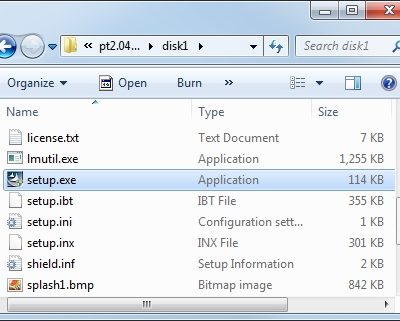 « pt2.04... ▸ disk1 ▸ Search disk1
Organize ▾ Open Burn »
Name Type Size
license.txt Text Document 7 KB
lmutil.exe Application 1,255 KB
setup.exe Application 114 KB
setup.ibt IBT File 355 KB
setup.ini Configuration sett... 1 KB
setup.inx INX File 301 KB
shield.inf Setup Information 2 KB
splash1.bmp Bitmap image 842 KB